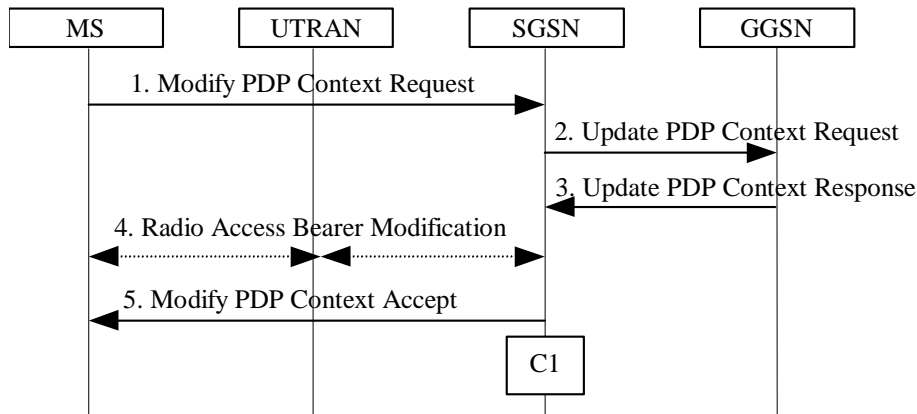 MS UTRAN SGSN GGSN
1. Modify PDP Context Request
2. Update PDP Context Request
3. Update PDP Context Response
4. Radio Access Bearer Modification
5. Modify PDP Context Accept
C1